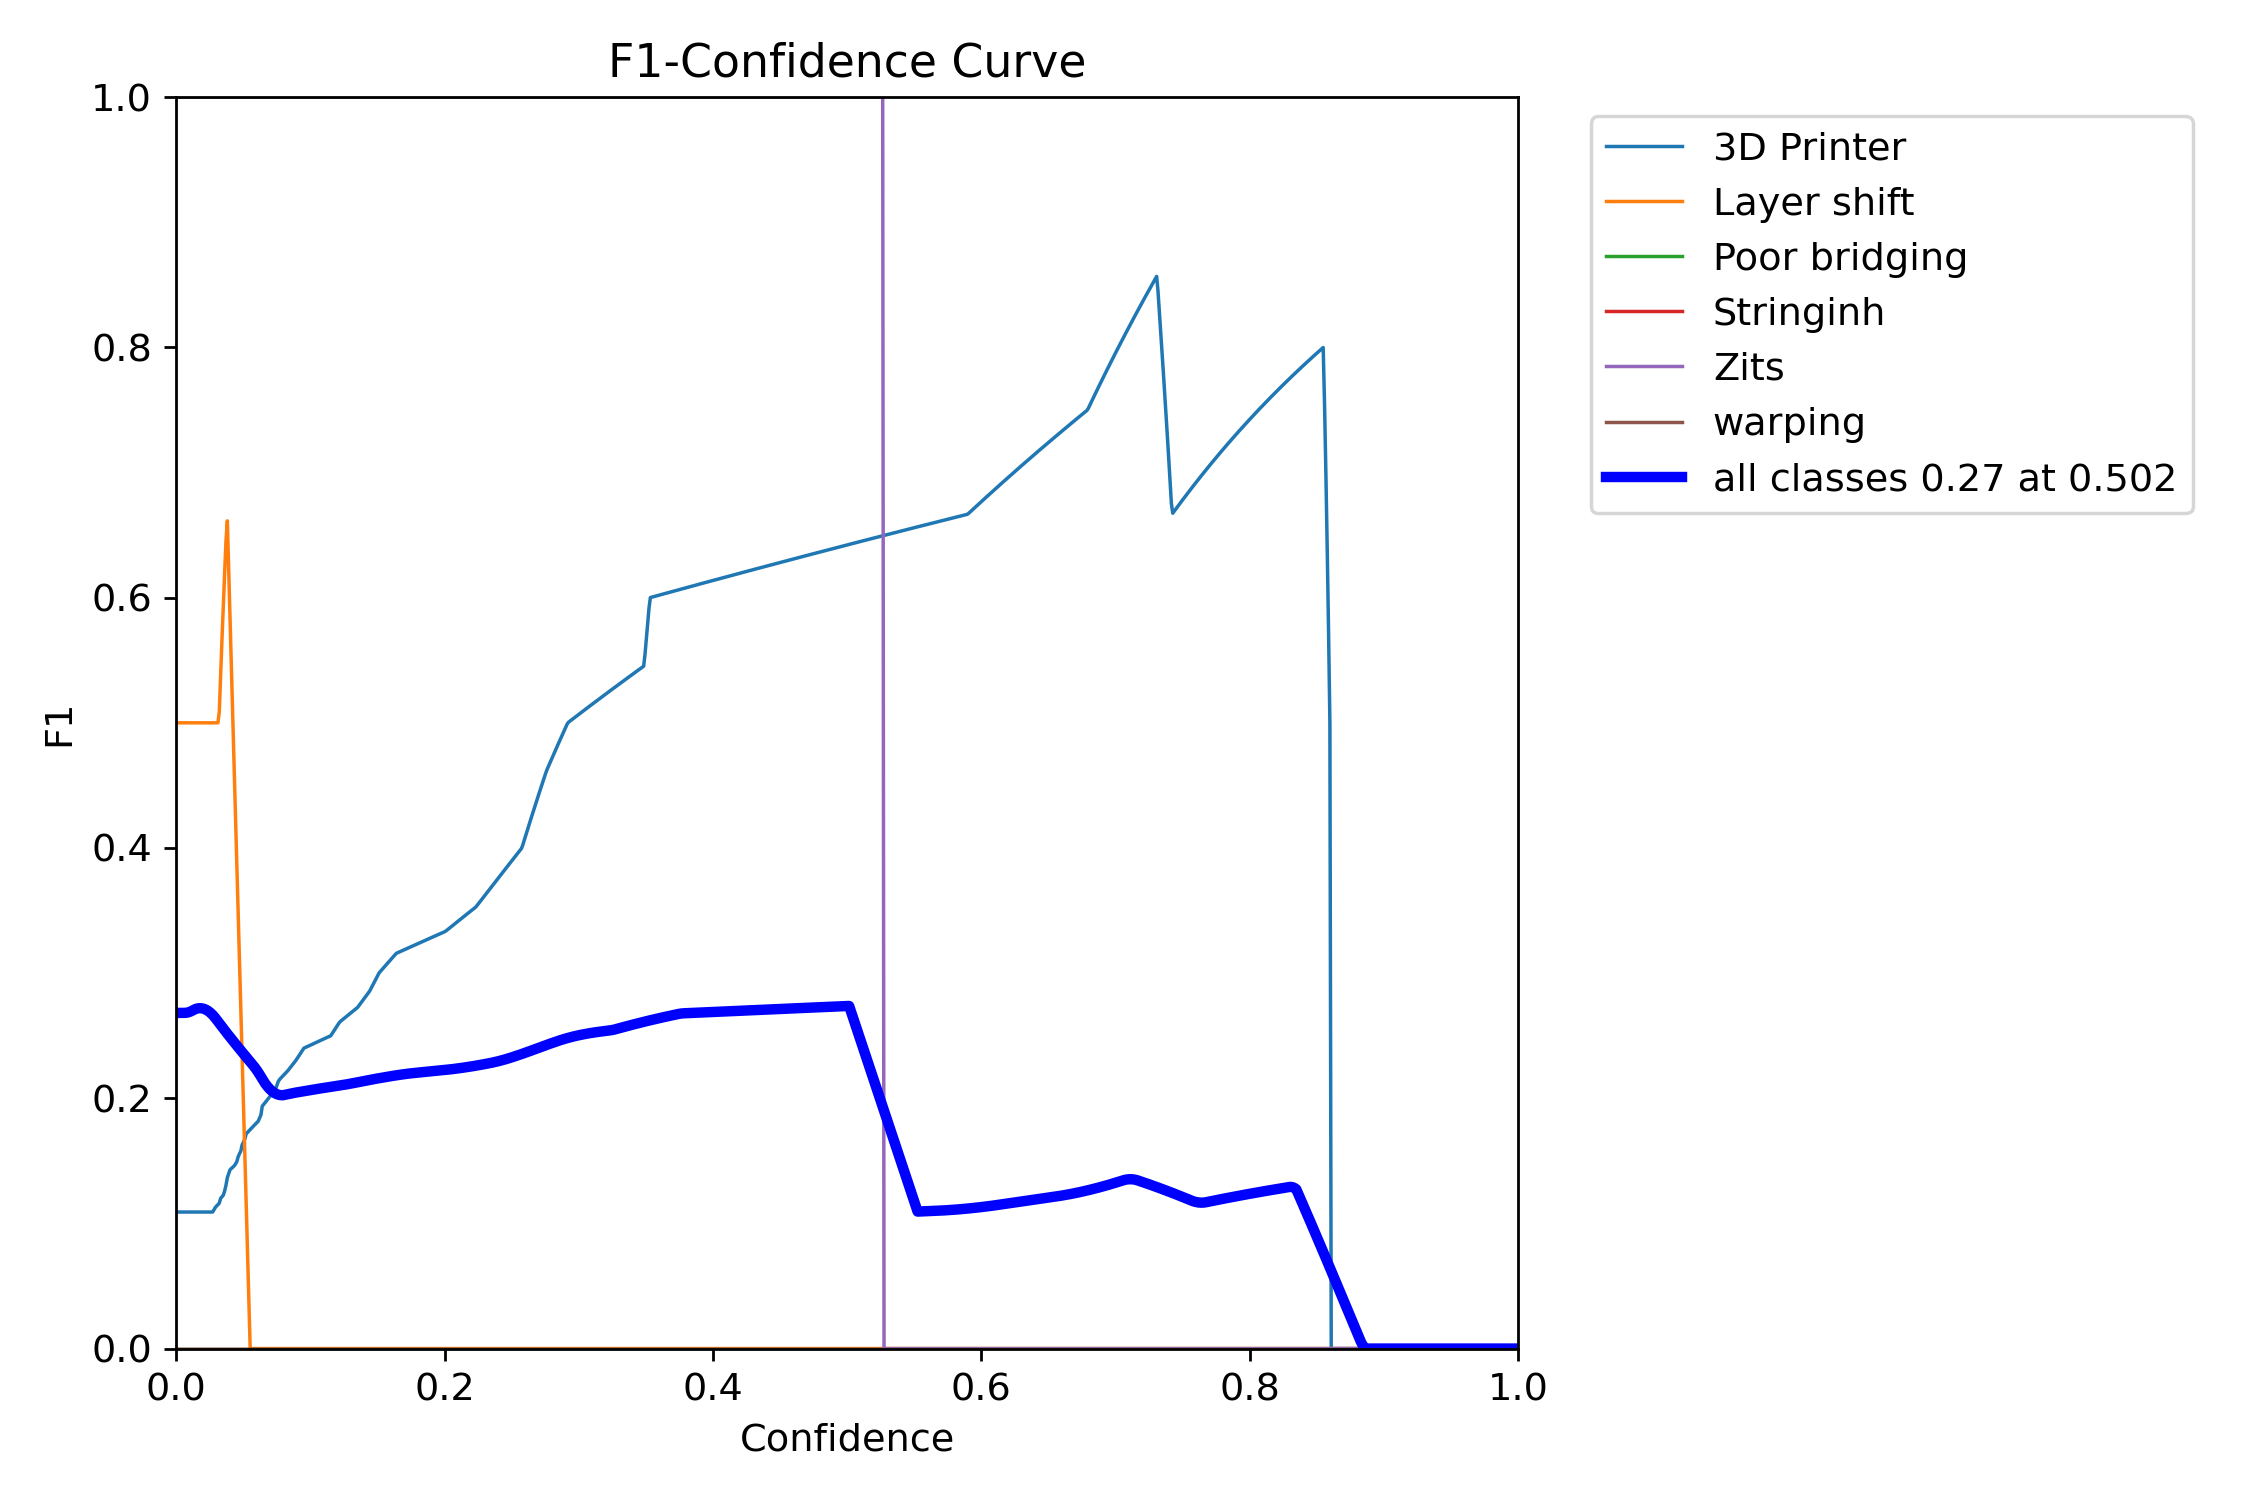 F1-Confidence Curve
1.0
0.8
0.6
0.4
0.2
0.0
F1
0.0 0.2 0.4 0.6 0.8 1.0
Confidence
3D Printer
Layer shift
Poor bridging
Stringinh
Zits
warping
all classes 0.27 at 0.502